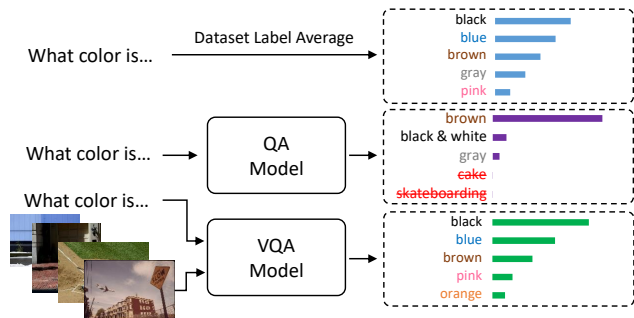 What color is...
Dataset Label Average
black
blue
brown
gray
pink
What color is...
QA
Model
brown
black & white
gray
cake
skateboarding
What color is...
VQA
Model
black
blue
brown
pink
orange